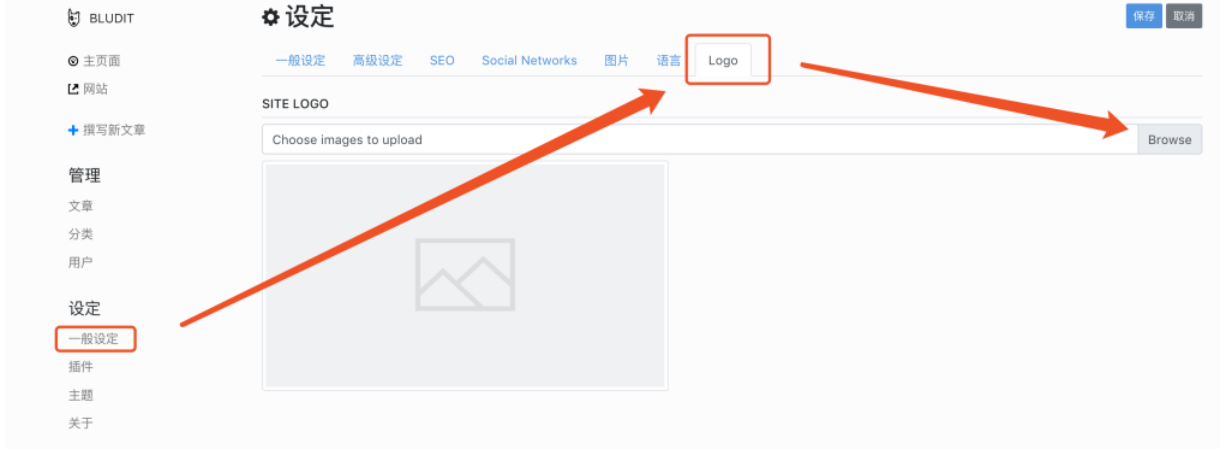 BLUDIT
主页面
网站
撰写新文章
管理
文章
分类
用户
设定
一般设定
插件
主题
关于
设定
保存 取消
一般设定 高级设定 SEO Social Networks 图片 语言 Logo
SITE LOGO
Choose images to upload Browse